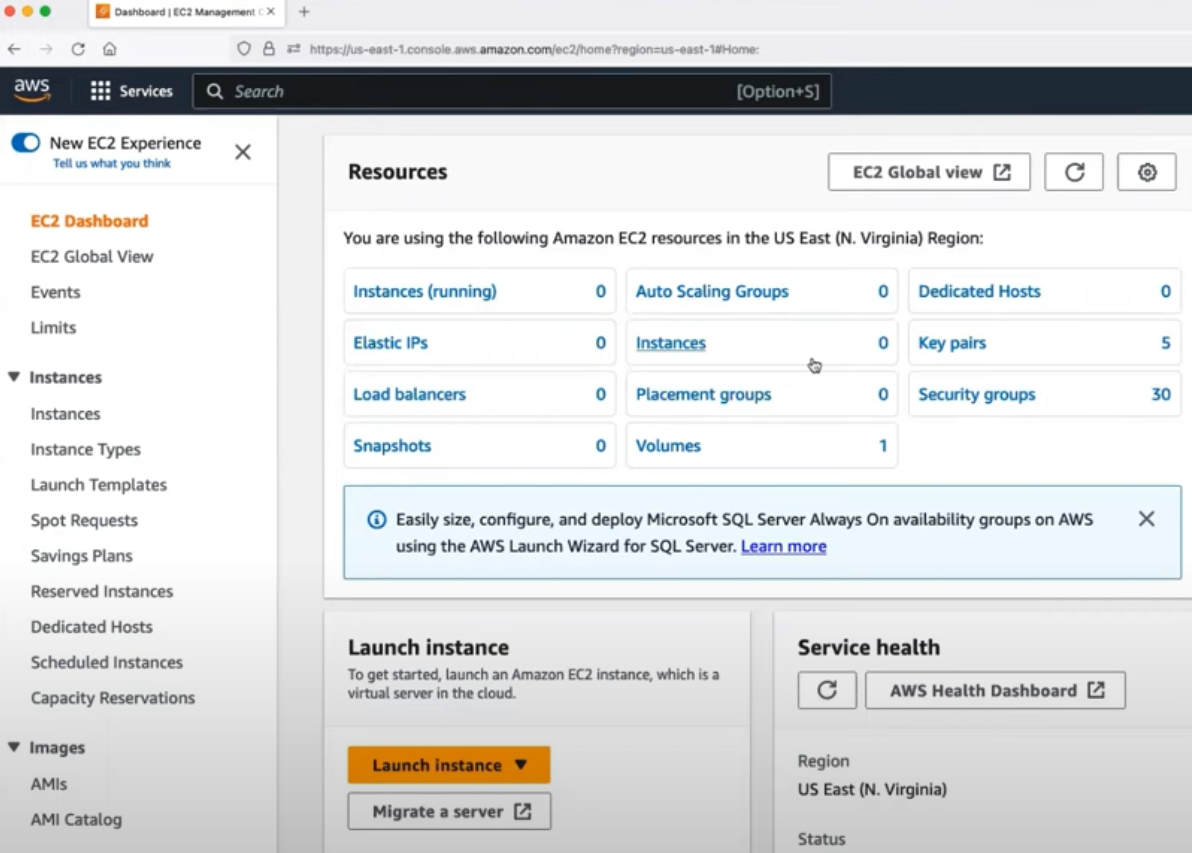 Dashboard | EC2 Management C
https://us-east-1.console.aws.amazon.com/ec2/home?region=us-east-1#Home:
aws
Services
Search
[Option+S]
New EC2 Experience
Tell us what you think
EC2 Dashboard
EC2 Global View
Events
Limits
Instances
Instances
Instance Types
Launch Templates
Spot Requests
Savings Plans
Reserved Instances
Dedicated Hosts
Scheduled Instances
Capacity Reservations
Images
AMIs
AMI Catalog
Resources
EC2 Global view
You are using the following Amazon EC2 resources in the US East (N. Virginia) Region:
Instances (running) 0
Auto Scaling Groups 0
Dedicated Hosts 0
Elastic IPs 0
Instances 0
Key pairs 5
Load balancers 0
Placement groups 0
Security groups 30
Snapshots 0
Volumes 1
Easily size, configure, and deploy Microsoft SQL Server Always On availability groups on AWS
using the AWS Launch Wizard for SQL Server. Learn more
Launch instance
To get started, launch an Amazon EC2 instance, which is a
virtual server in the cloud.
Launch instance
Migrate a server
Service health
AWS Health Dashboard
Region
US East (N. Virginia)
Status